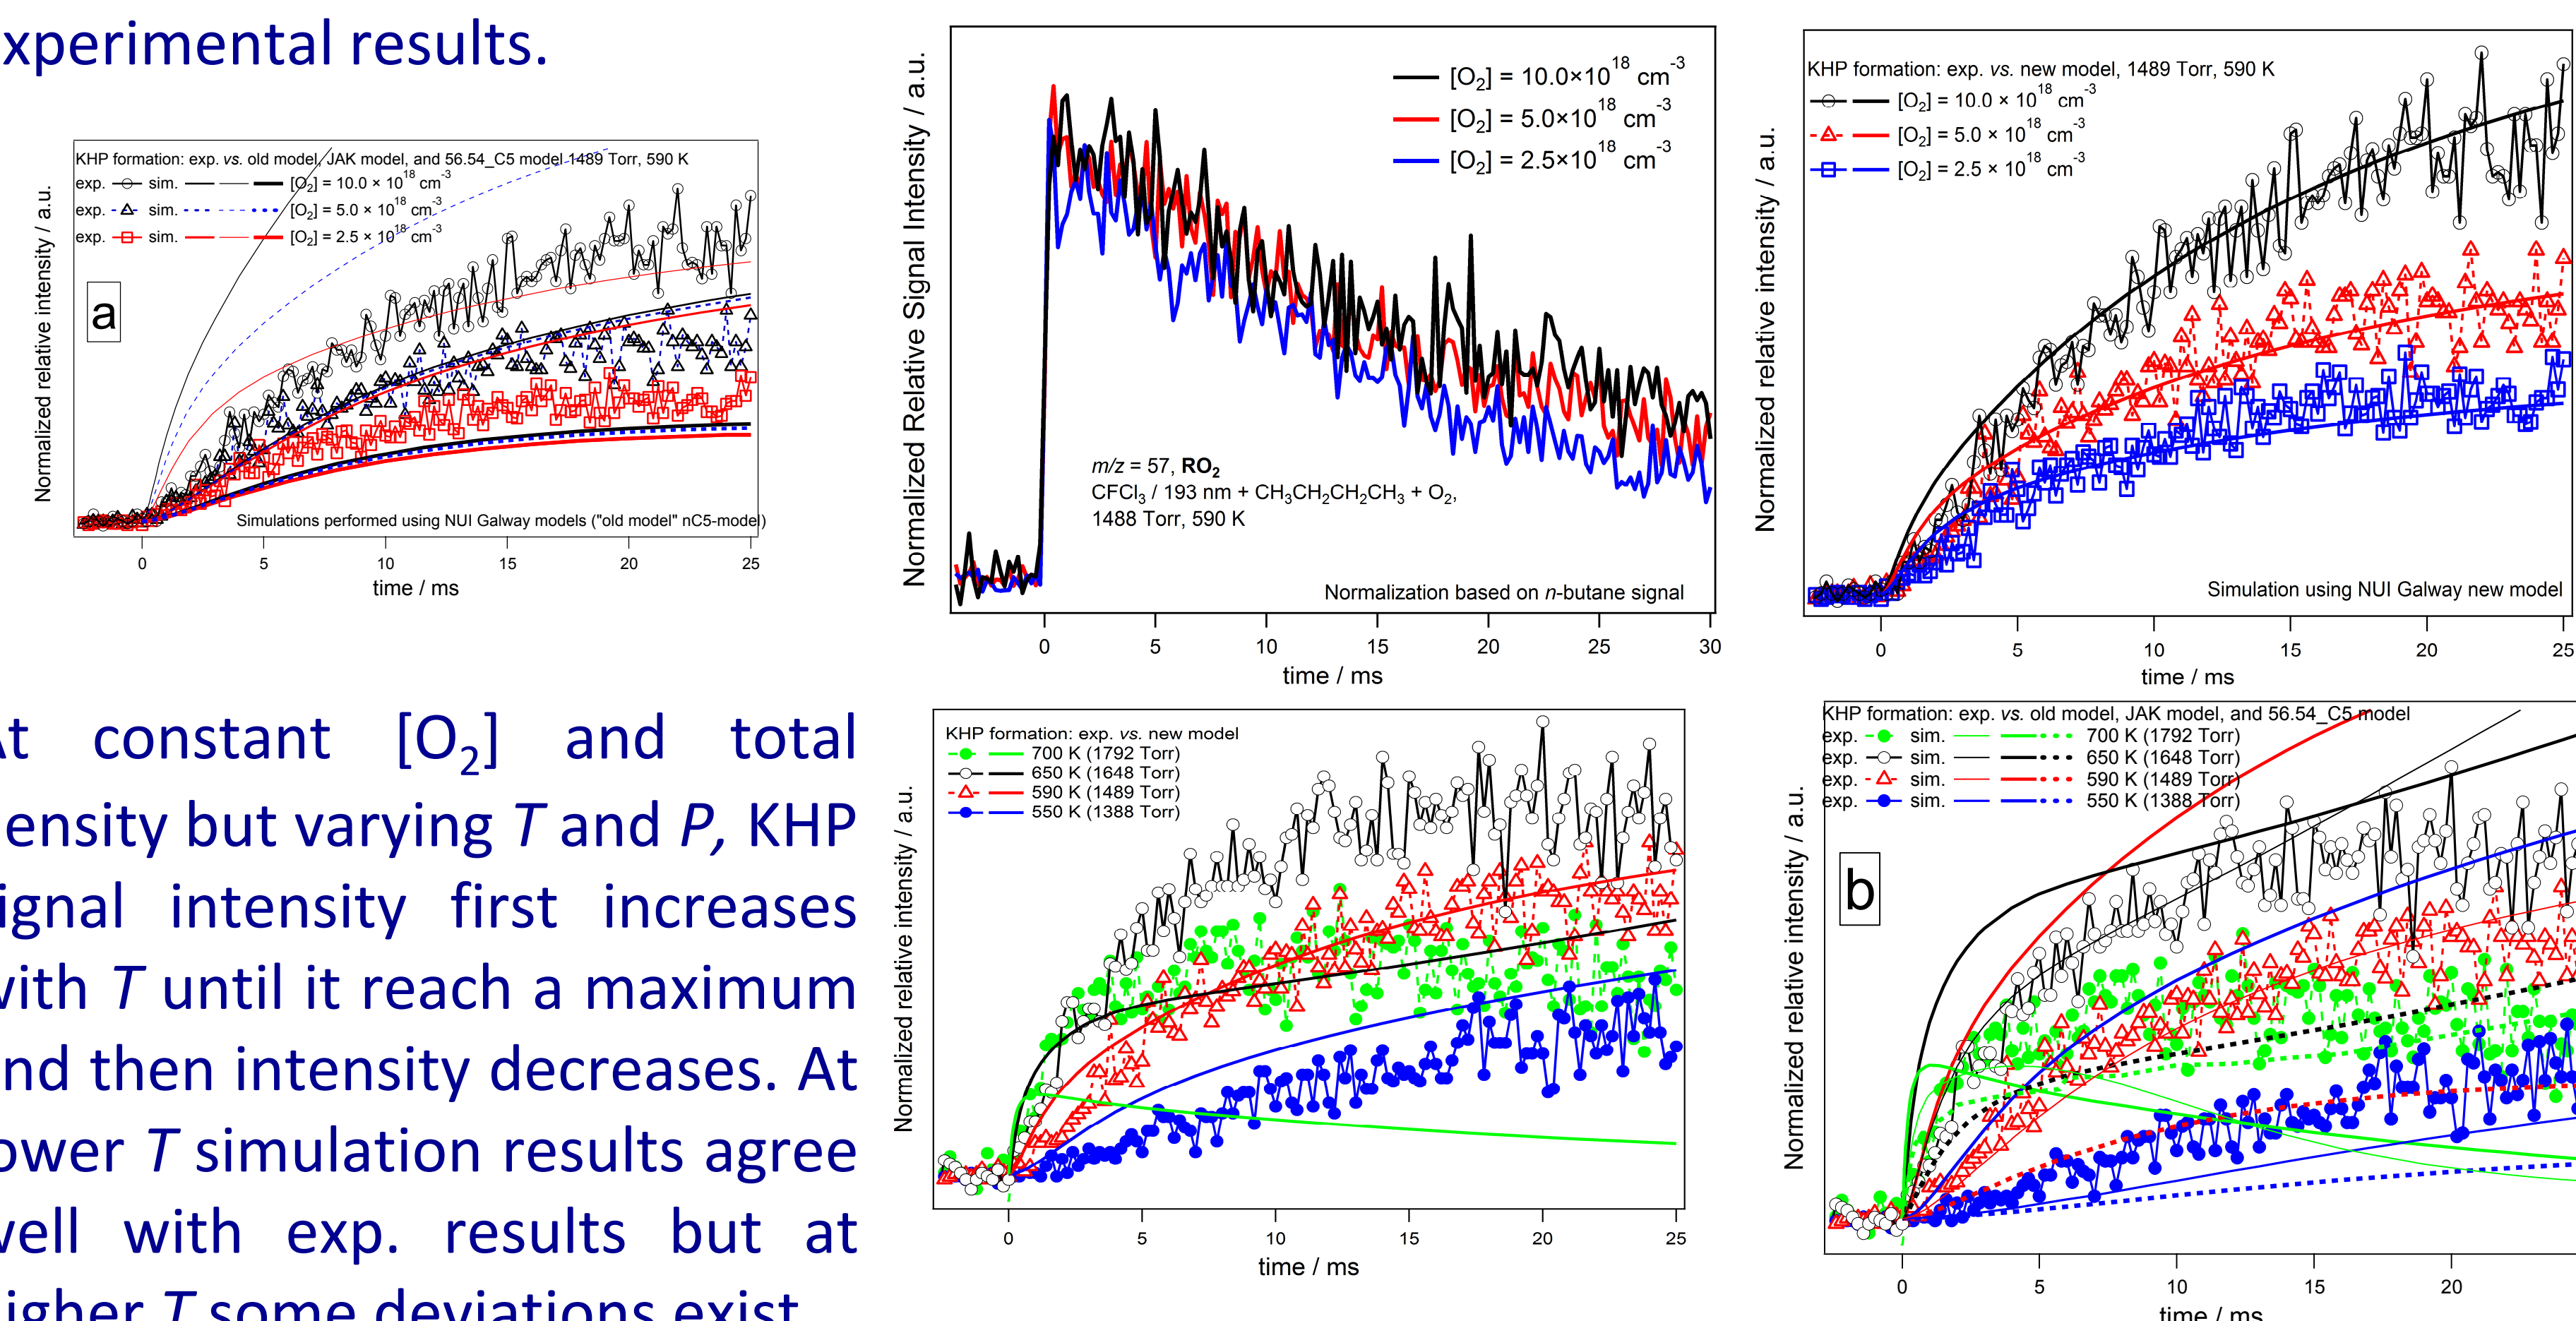 xperimental results.
KHP formation: exp. vs. old model, JAK model, and 56.54_C5 model 1489 Torr, 590 K
exp. sim. [O2] = 10.0 × 10^18 cm^-3
exp. sim. [O2] = 5.0 × 10^18 cm^-3
exp. sim. [O2] = 2.5 × 10^18 cm^-3
a
Normalized relative intensity / a.u.
Simulations performed using NUI Galway models ("old model" nC5-model)
0 5 10 15 20 25
time / ms
Normalized Relative Signal Intensity / a.u.
[O2] = 10.0×10^18 cm^-3
[O2] = 5.0×10^18 cm^-3
[O2] = 2.5×10^18 cm^-3
m/z = 57, RO2
CFCl3 / 193 nm + CH3CH2CH2CH3 + O2,
1488 Torr, 590 K
Normalization based on n-butane signal
0 5 10 15 20 25 30
time / ms
KHP formation: exp. vs. new model, 1489 Torr, 590 K
[O2] = 10.0 × 10^18 cm^-3
[O2] = 5.0 × 10^18 cm^-3
[O2] = 2.5 × 10^18 cm^-3
Normalized relative intensity / a.u.
Simulation using NUI Galway new model
0 5 10 15 20 25
time / ms
At constant [O2] and total
ensity but varying T and P, KHP
ignal intensity first increases
with T until it reach a maximum
nd then intensity decreases. At
ower T simulation results agree
well with exp. results but at
igher T some deviations exist
KHP formation: exp. vs. new model
700 K (1792 Torr)
650 K (1648 Torr)
590 K (1489 Torr)
550 K (1388 Torr)
Normalized relative intensity / a.u.
0 5 10 15 20 25
time / ms
KHP formation: exp. vs. old model, JAK model, and 56.54_C5 model
exp. sim. 700 K (1792 Torr)
exp. sim. 650 K (1648 Torr)
exp. sim. 590 K (1489 Torr)
exp. sim. 550 K (1388 Torr)
b
Normalized relative intensity / a.u.
0 5 10 15 20
time / ms